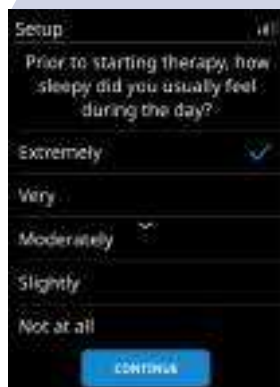 Setup
Prior to starting therapy, how
sleepy did you usually feel
during the day?
Extremely
Very
Moderately
Slightly
Not at all
CONTINUE